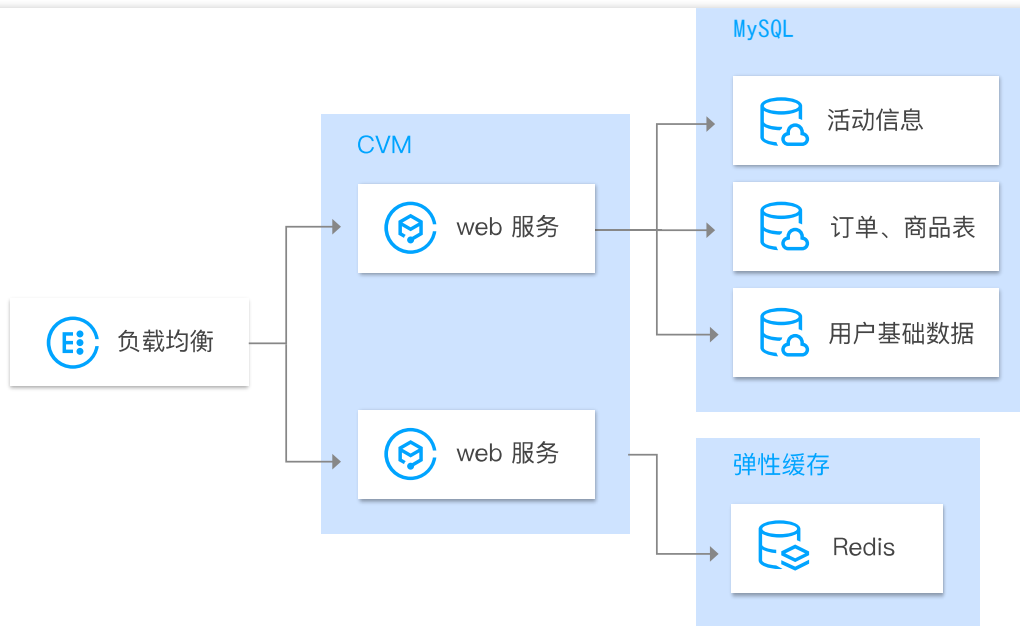 负载均衡
CVM
web 服务
web 服务
MySQL
活动信息
订单、商品表
用户基础数据
弹性缓存
Redis